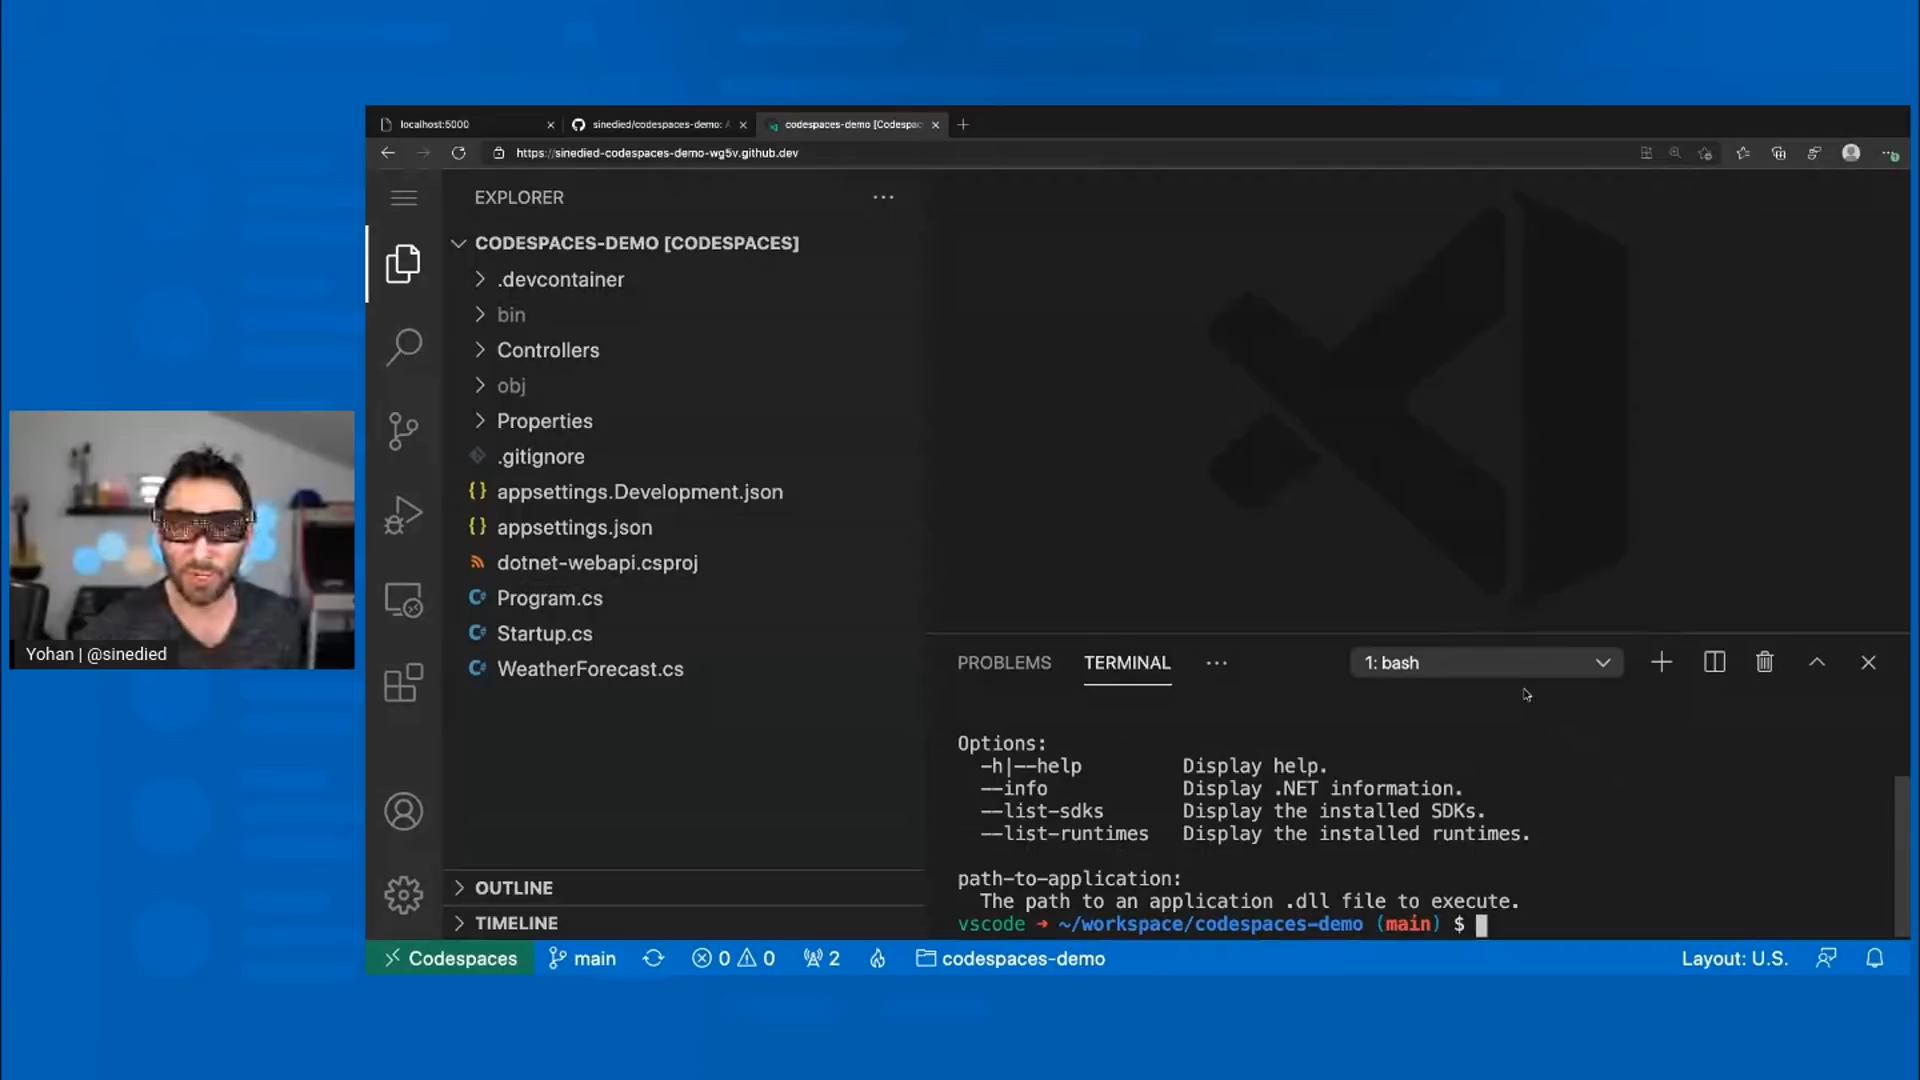 localhost:5000
sinedied/codespaces-demo: A
codespaces-demo [Codespac
https://sinedied-codespaces-demo-wg5v.github.dev
EXPLORER
CODESPACES-DEMO [CODESPACES]
.devcontainer
bin
Controllers
obj
Properties
.gitignore
{} appsettings.Development.json
{} appsettings.json
dotnet-webapi.csproj
C# Program.cs
C# Startup.cs
C# WeatherForecast.cs
OUTLINE
TIMELINE
PROBLEMS TERMINAL ··· 1: bash
Options:
-h|--help Display help.
--info Display .NET information.
--list-sdks Display the installed SDKs.
--list-runtimes Display the installed runtimes.
path-to-application:
The path to an application .dll file to execute.
vscode ➜ ~/workspace/codespaces-demo (main) $
Codespaces main 0 0 2 codespaces-demo Layout: U.S.
Yohan | @sinedied